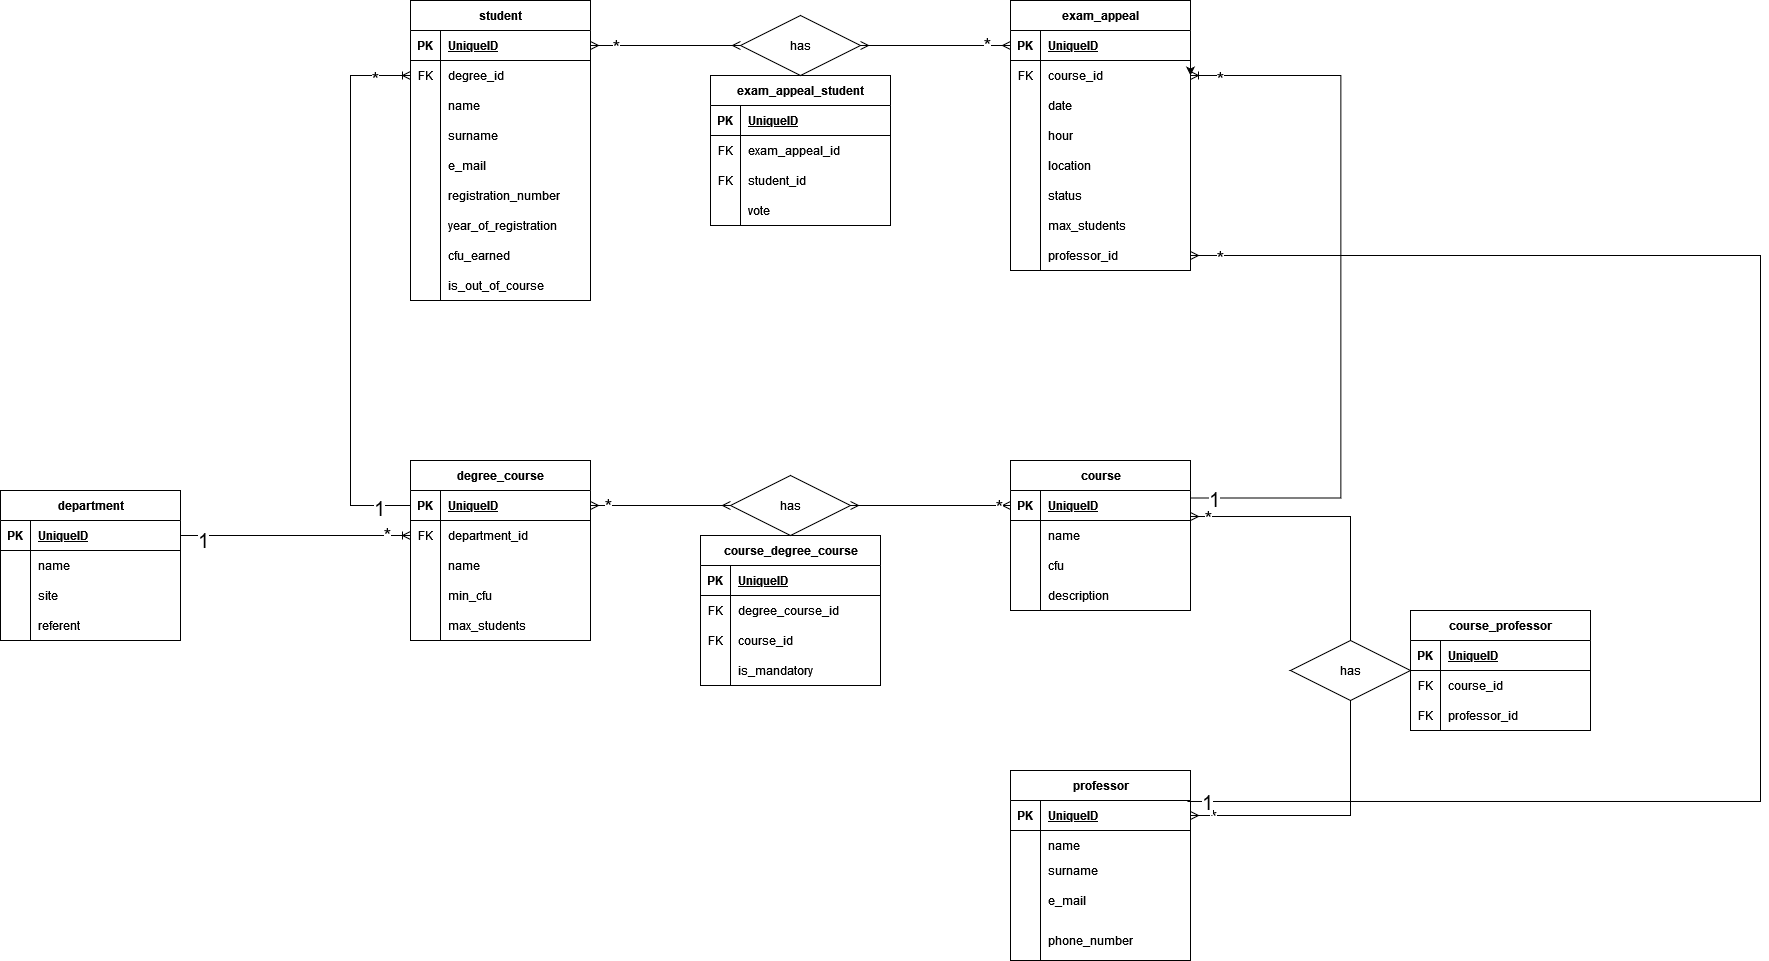 student
PK UniqueID
FK degree_id
name
surname
e_mail
registration_number
year_of_registration
cfu_earned
is_out_of_course
*
*
has
*
exam_appeal_student
PK UniqueID
FK exam_appeal_id
FK student_id
vote
exam_appeal
PK UniqueID
FK course_id
date
hour
location
status
max_students
professor_id
*
*
department
PK UniqueID
name
site
referent
1
*
1
degree_course
PK UniqueID
FK department_id
name
min_cfu
max_students
*
has
*
course_degree_course
PK UniqueID
FK degree_course_id
FK course_id
is_mandatory
course
PK UniqueID
name
cfu
description
1
*
has
course_professor
PK UniqueID
FK course_id
FK professor_id
professor
PK UniqueID
name
surname
e_mail
phone_number
1
*